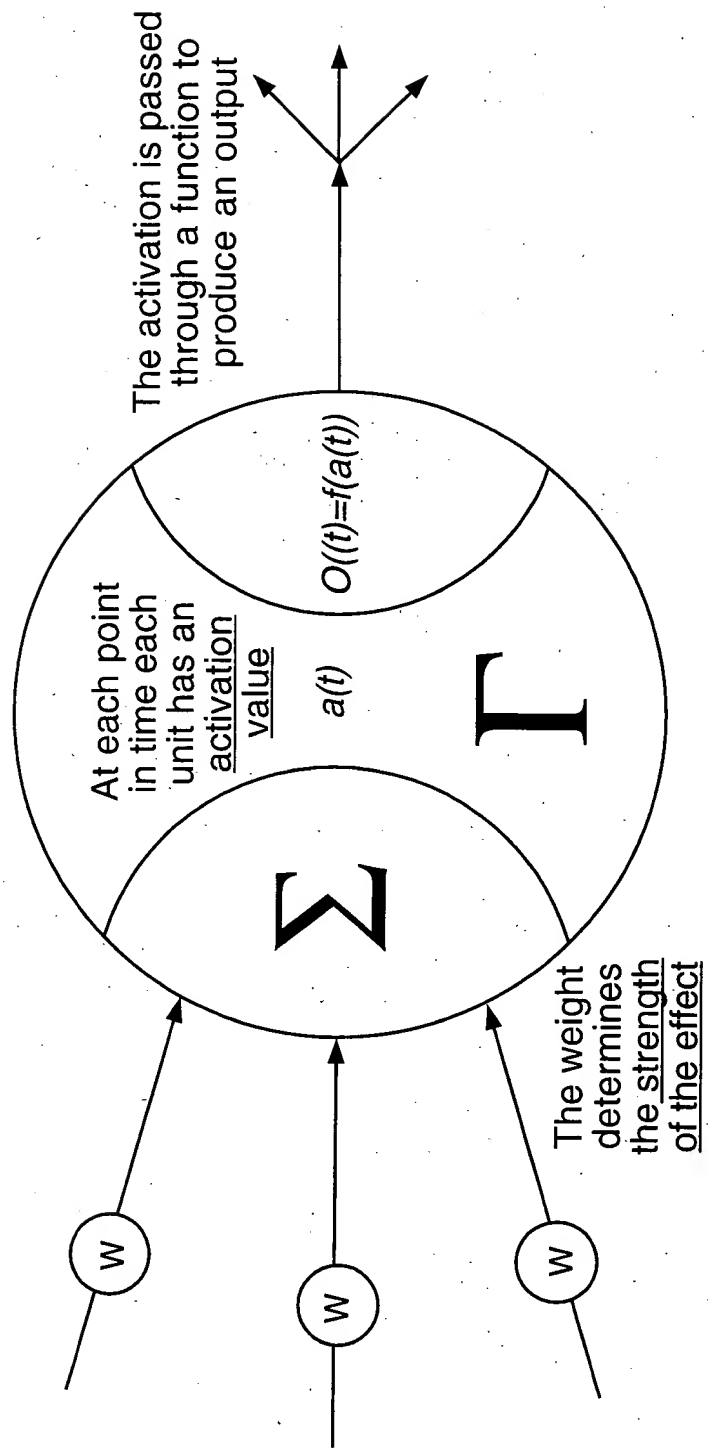 The activation is passed
through a function to
produce an output
At each point
in time each
unit has an
activation
value
a(t)
O((t)=f(a(t))
Σ
Γ
W
W
W
The weight
determines
the strength
of the effect